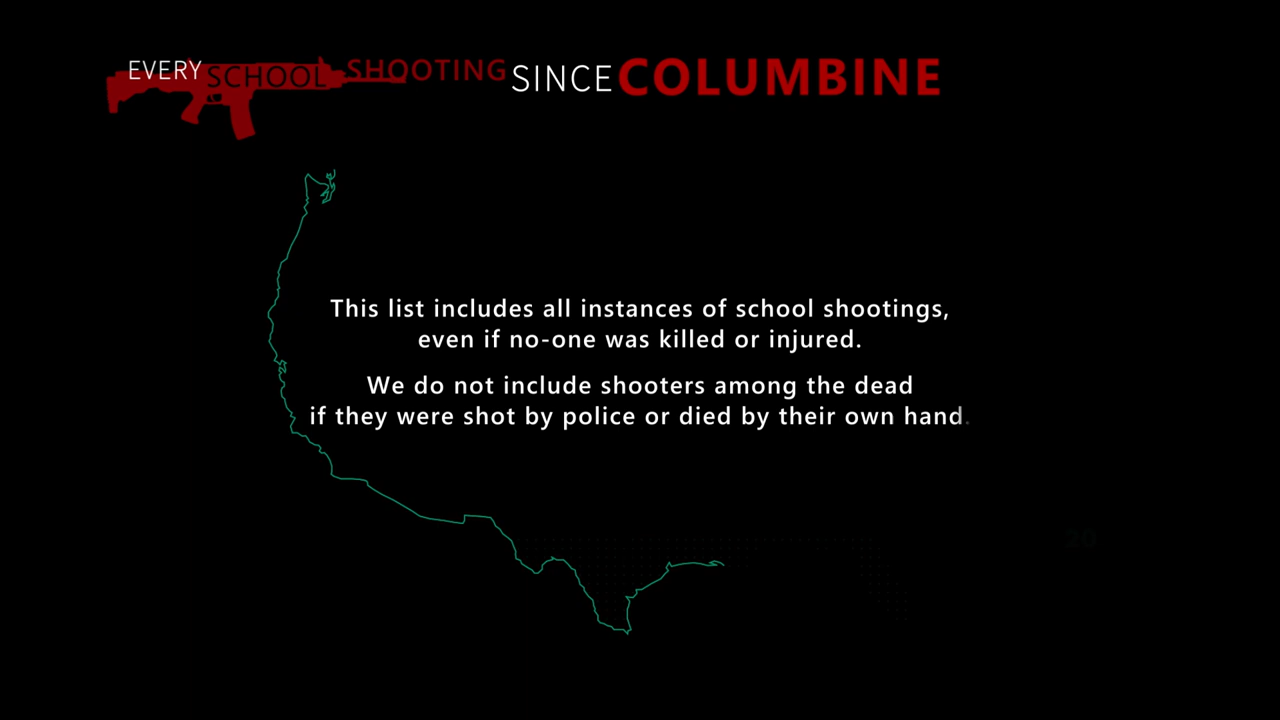 EVERY SCHOOL SHOOTING SINCE COLUMBINE
This list includes all instances of school shootings,
even if no-one was killed or injured.
We do not include shooters among the dead
if they were shot by police or died by their own hand.